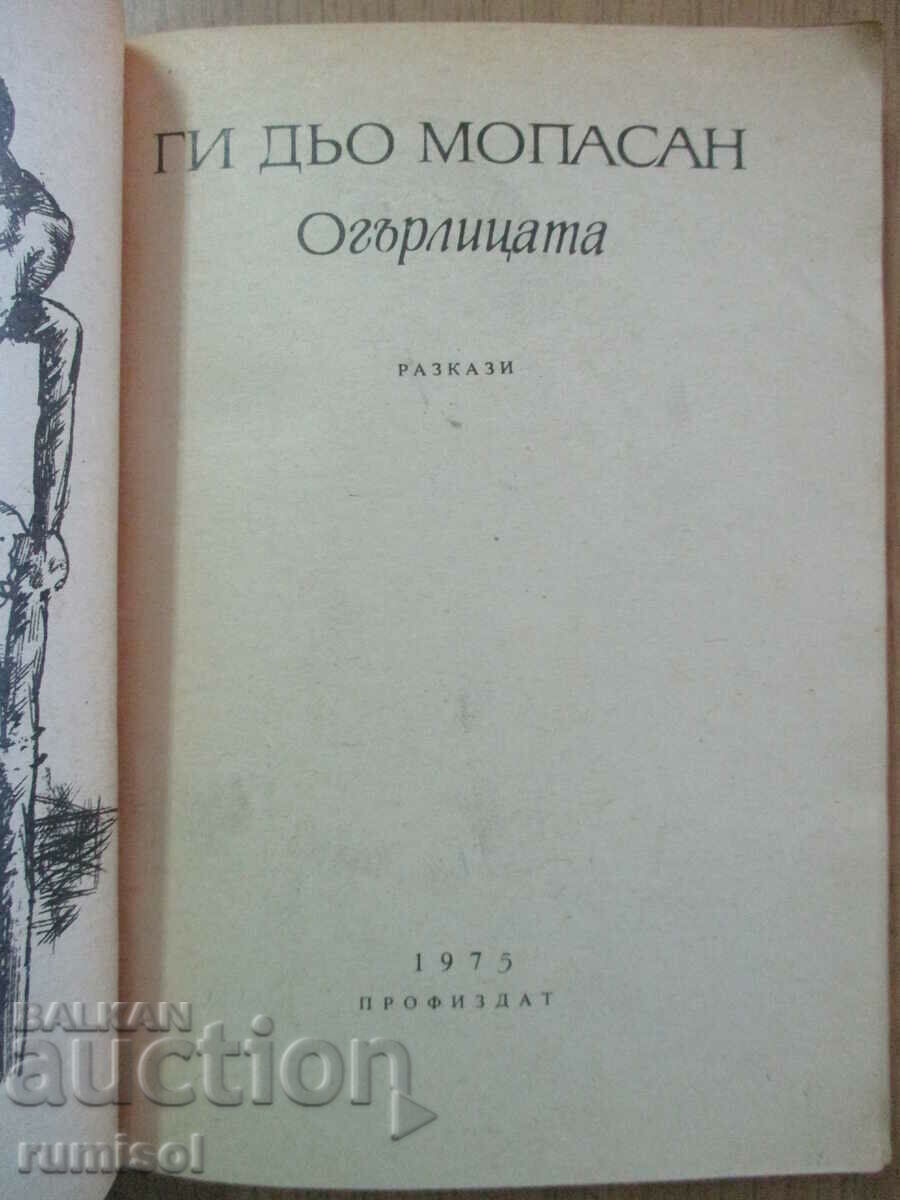 ГИ ДЬО МОПАСАН
Огърлицата
РАЗКАЗИ
1975
ПРОФИЗДАТ
BALKAN
auction
rumisol